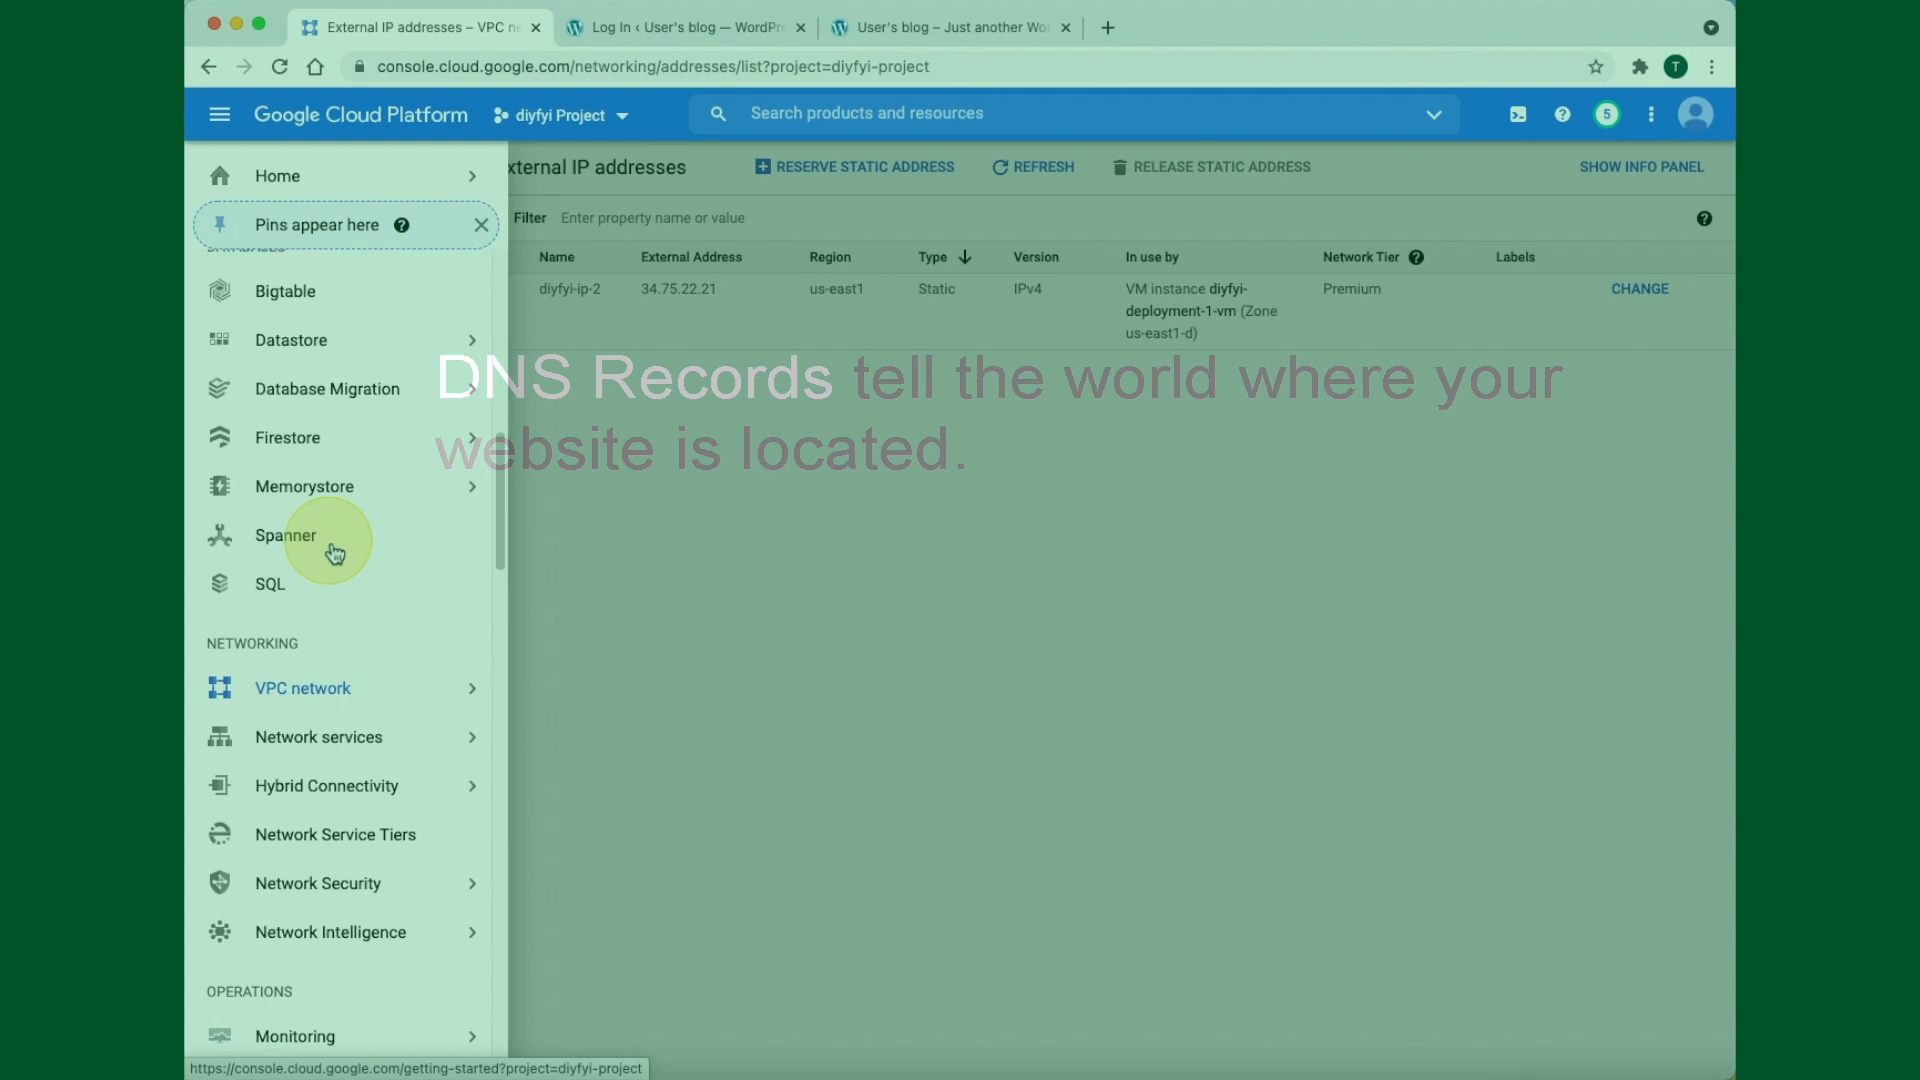 External IP addresses – VPC ne
Log In ‹ User's blog — WordPre
User's blog – Just another Wo
console.cloud.google.com/networking/addresses/list?project=diyfyi-project
T
Google Cloud Platform
diyfyi Project
Search products and resources
5
xternal IP addresses
RESERVE STATIC ADDRESS
REFRESH
RELEASE STATIC ADDRESS
SHOW INFO PANEL
Home
Pins appear here
Filter Enter property name or value
Name External Address Region Type Version In use by Network Tier Labels
diyfyi-ip-2 34.75.22.21 us-east1 Static IPv4 VM instance diyfyi- Premium CHANGE
deployment-1-vm (Zone
us-east1-d)
DNS Records tell the world where your
website is located.
DATABASES
Bigtable
Datastore
Database Migration
Firestore
Memorystore
Spanner
SQL
NETWORKING
VPC network
Network services
Hybrid Connectivity
Network Service Tiers
Network Security
Network Intelligence
OPERATIONS
Monitoring
https://console.cloud.google.com/getting-started?project=diyfyi-project